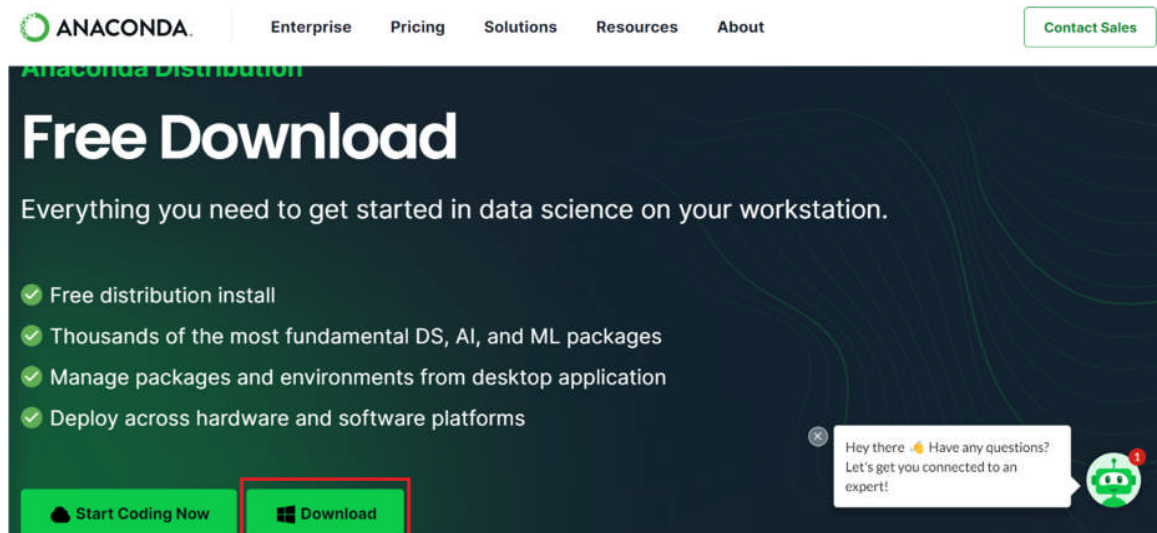 ANACONDA.
Enterprise Pricing Solutions Resources About
Contact Sales
Anaconda Distribution
Free Download
Everything you need to get started in data science on your workstation.
Free distribution install
Thousands of the most fundamental DS, AI, and ML packages
Manage packages and environments from desktop application
Deploy across hardware and software platforms
Hey there 👋 Have any questions?
Let's get you connected to an
expert!
1
Start Coding Now
Download